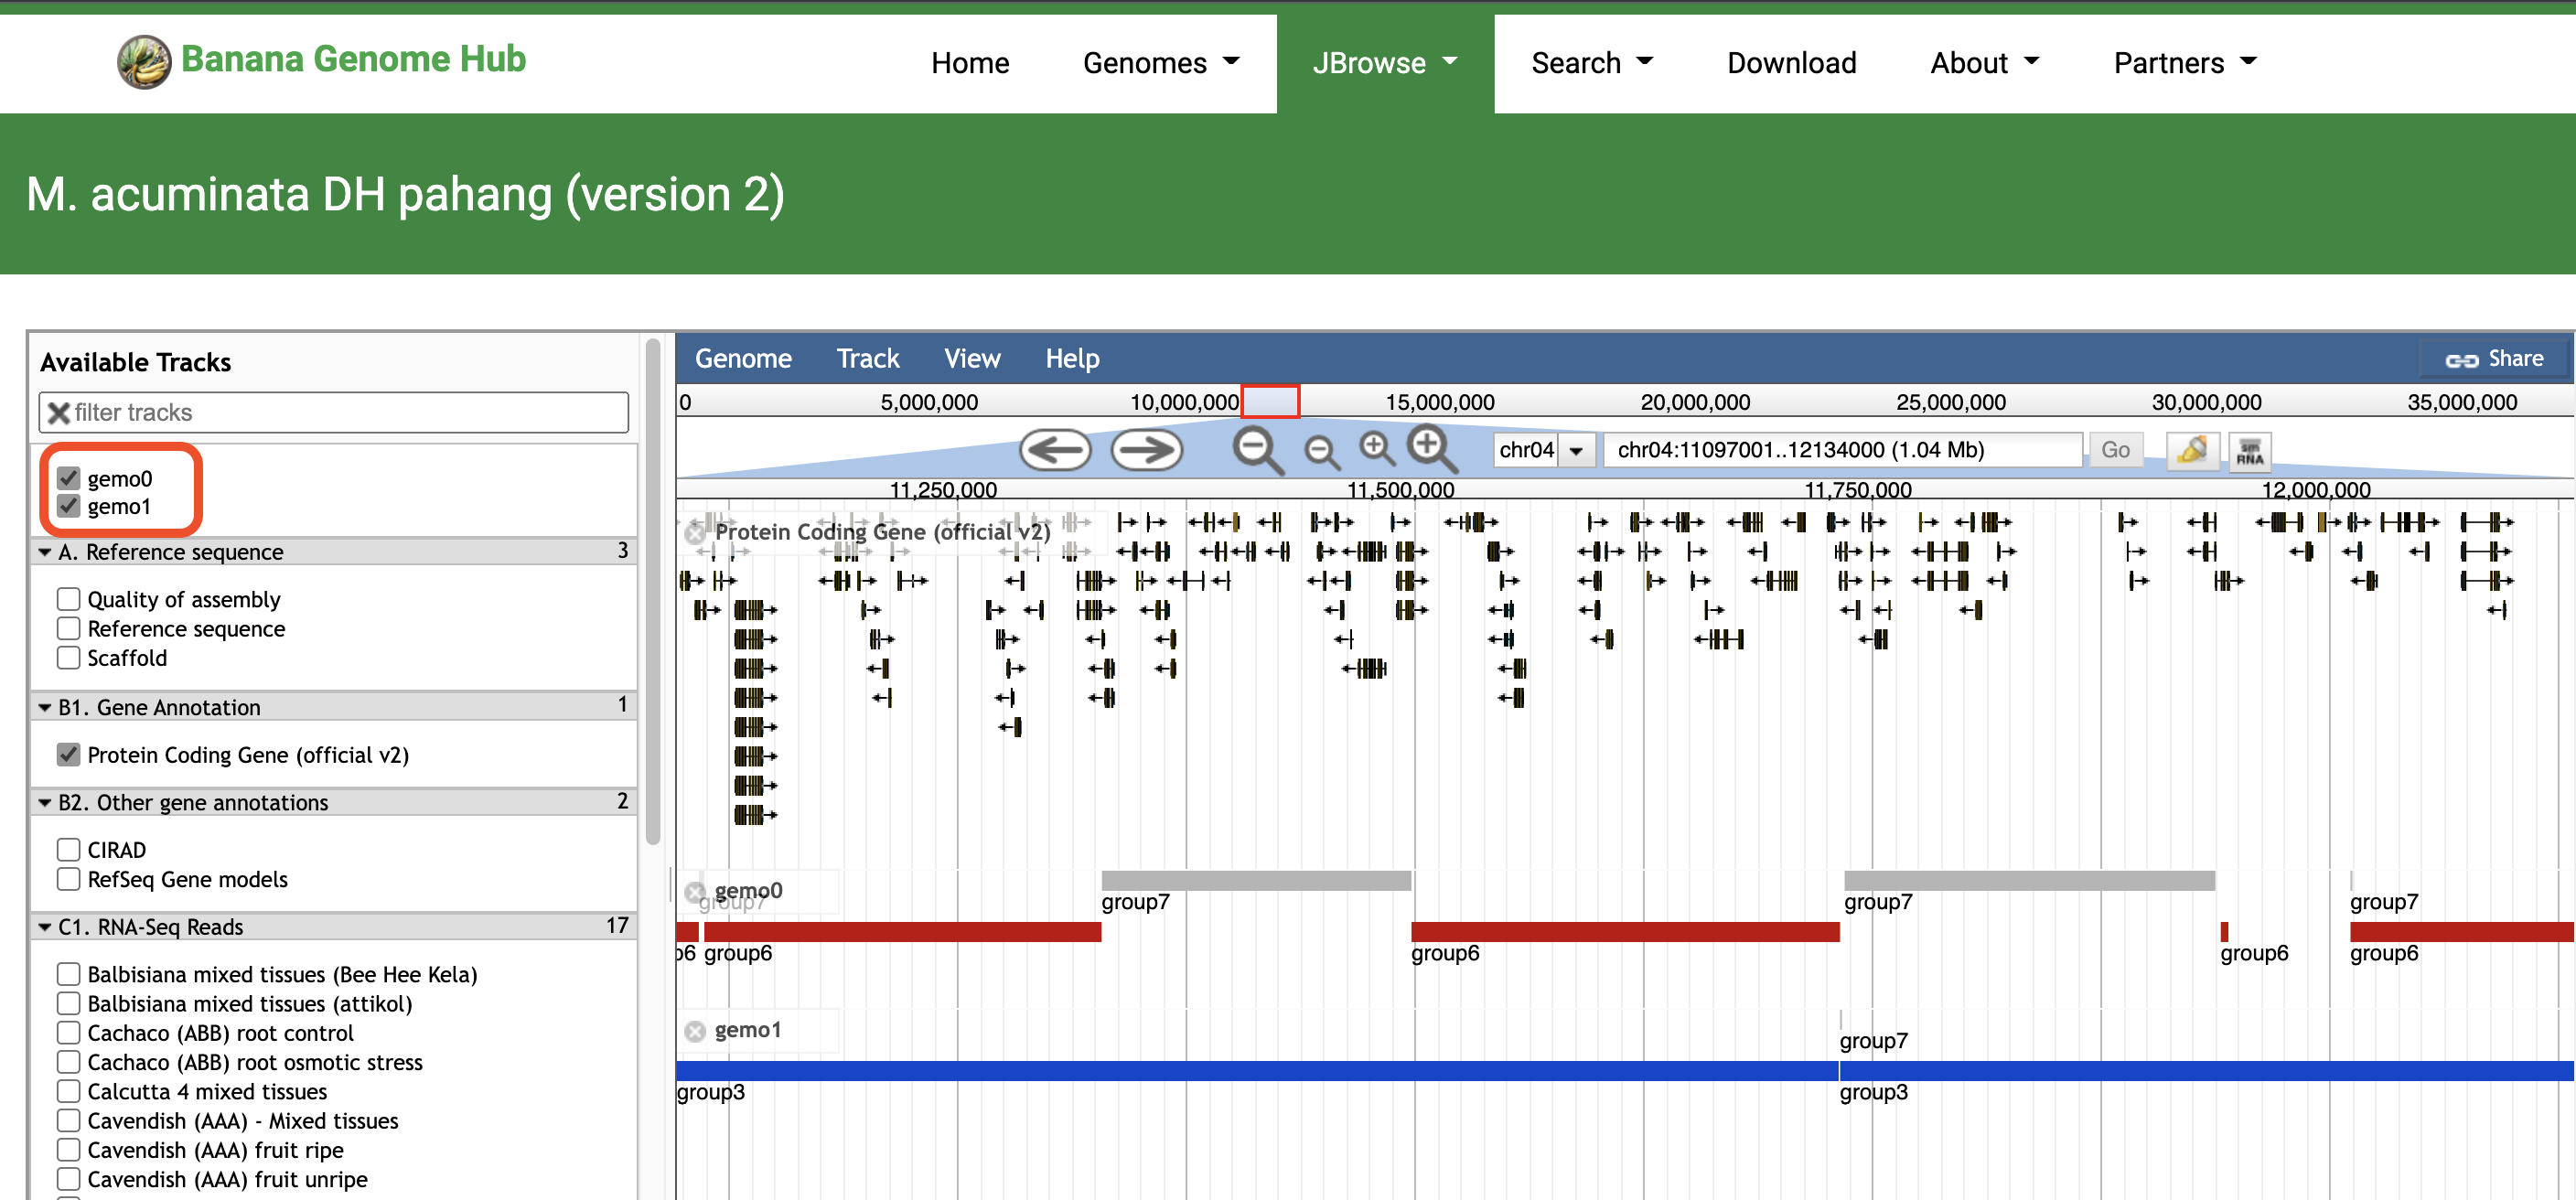 Banana Genome Hub
Home Genomes JBrowse Search Download About Partners
M. acuminata DH pahang (version 2)
Available Tracks
filter tracks
gemo0
gemo1
A. Reference sequence 3
Quality of assembly
Reference sequence
Scaffold
B1. Gene Annotation 1
Protein Coding Gene (official v2)
B2. Other gene annotations 2
CIRAD
RefSeq Gene models
C1. RNA-Seq Reads 17
Balbisiana mixed tissues (Bee Hee Kela)
Balbisiana mixed tissues (attikol)
Cachaco (ABB) root control
Cachaco (ABB) root osmotic stress
Calcutta 4 mixed tissues
Cavendish (AAA) - Mixed tissues
Cavendish (AAA) fruit ripe
Cavendish (AAA) fruit unripe
Genome Track View Help Share
0 5,000,000 10,000,000 15,000,000 20,000,000 25,000,000 30,000,000 35,000,000
chr04 chr04:11097001..12134000 (1.04 Mb) Go sm RNA
11,250,000 11,500,000 11,750,000 12,000,000
Protein Coding Gene (official v2)
gemo0
group7 group7 group7 group7
p6 group6 group6 group6 group6
gemo1
group7
group3 group3